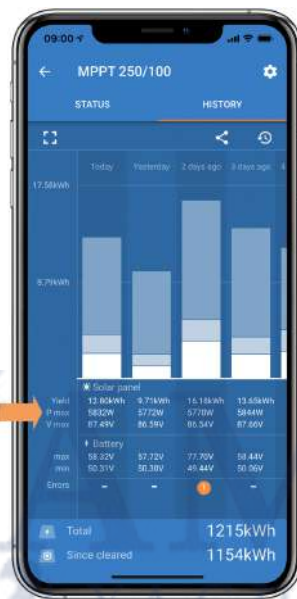 09:00
MPPT 250/100
STATUS HISTORY
Today Yesterday 2 days ago 3 days ago 4
17.58kWh
8.79kWh
Solar panel
Yield 12.80kWh 9.71kWh 16.18kWh 13.65kWh
P max 5832W 5772W 5770W 5844W
V max 87.49V 86.59V 86.54V 87.66V
Battery
max 58.32V 57.72V 77.70V 58.44V
min 50.31V 50.38V 49.44V 50.06V
Errors - - 1 -
Total 1215kWh
Since cleared 1154kWh